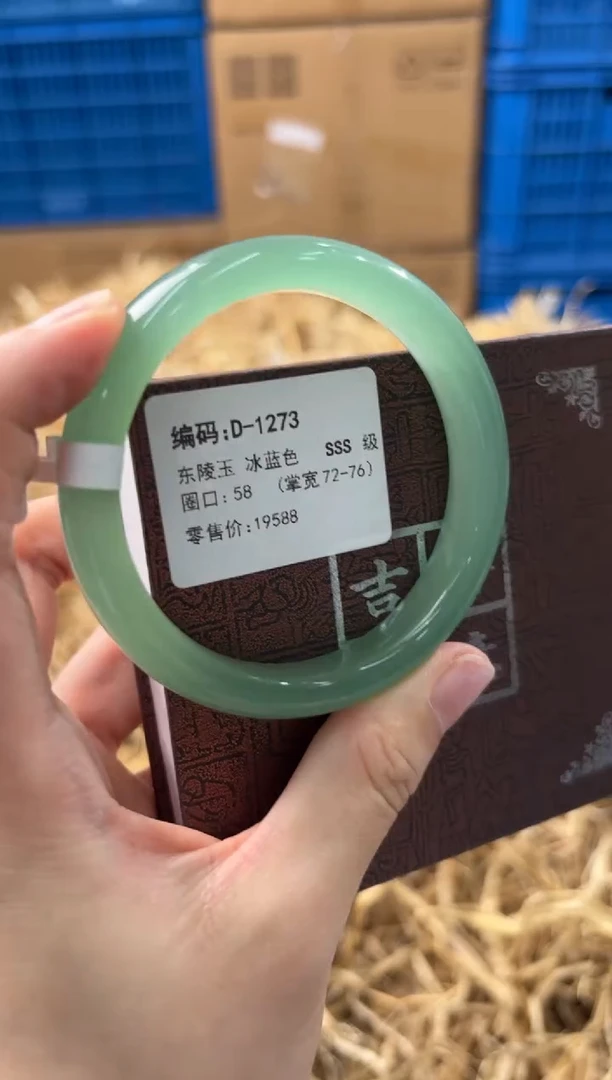 编码:D-1273
东陵玉 冰蓝色 SSS 级
圈口: 58 (掌宽72-76)
零售价:19588
吉